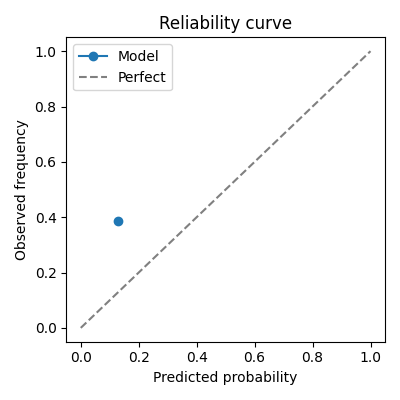 Reliability curve
Model
Perfect
Observed frequency
1.0
0.8
0.6
0.4
0.2
0.0
0.0 0.2 0.4 0.6 0.8 1.0
Predicted probability